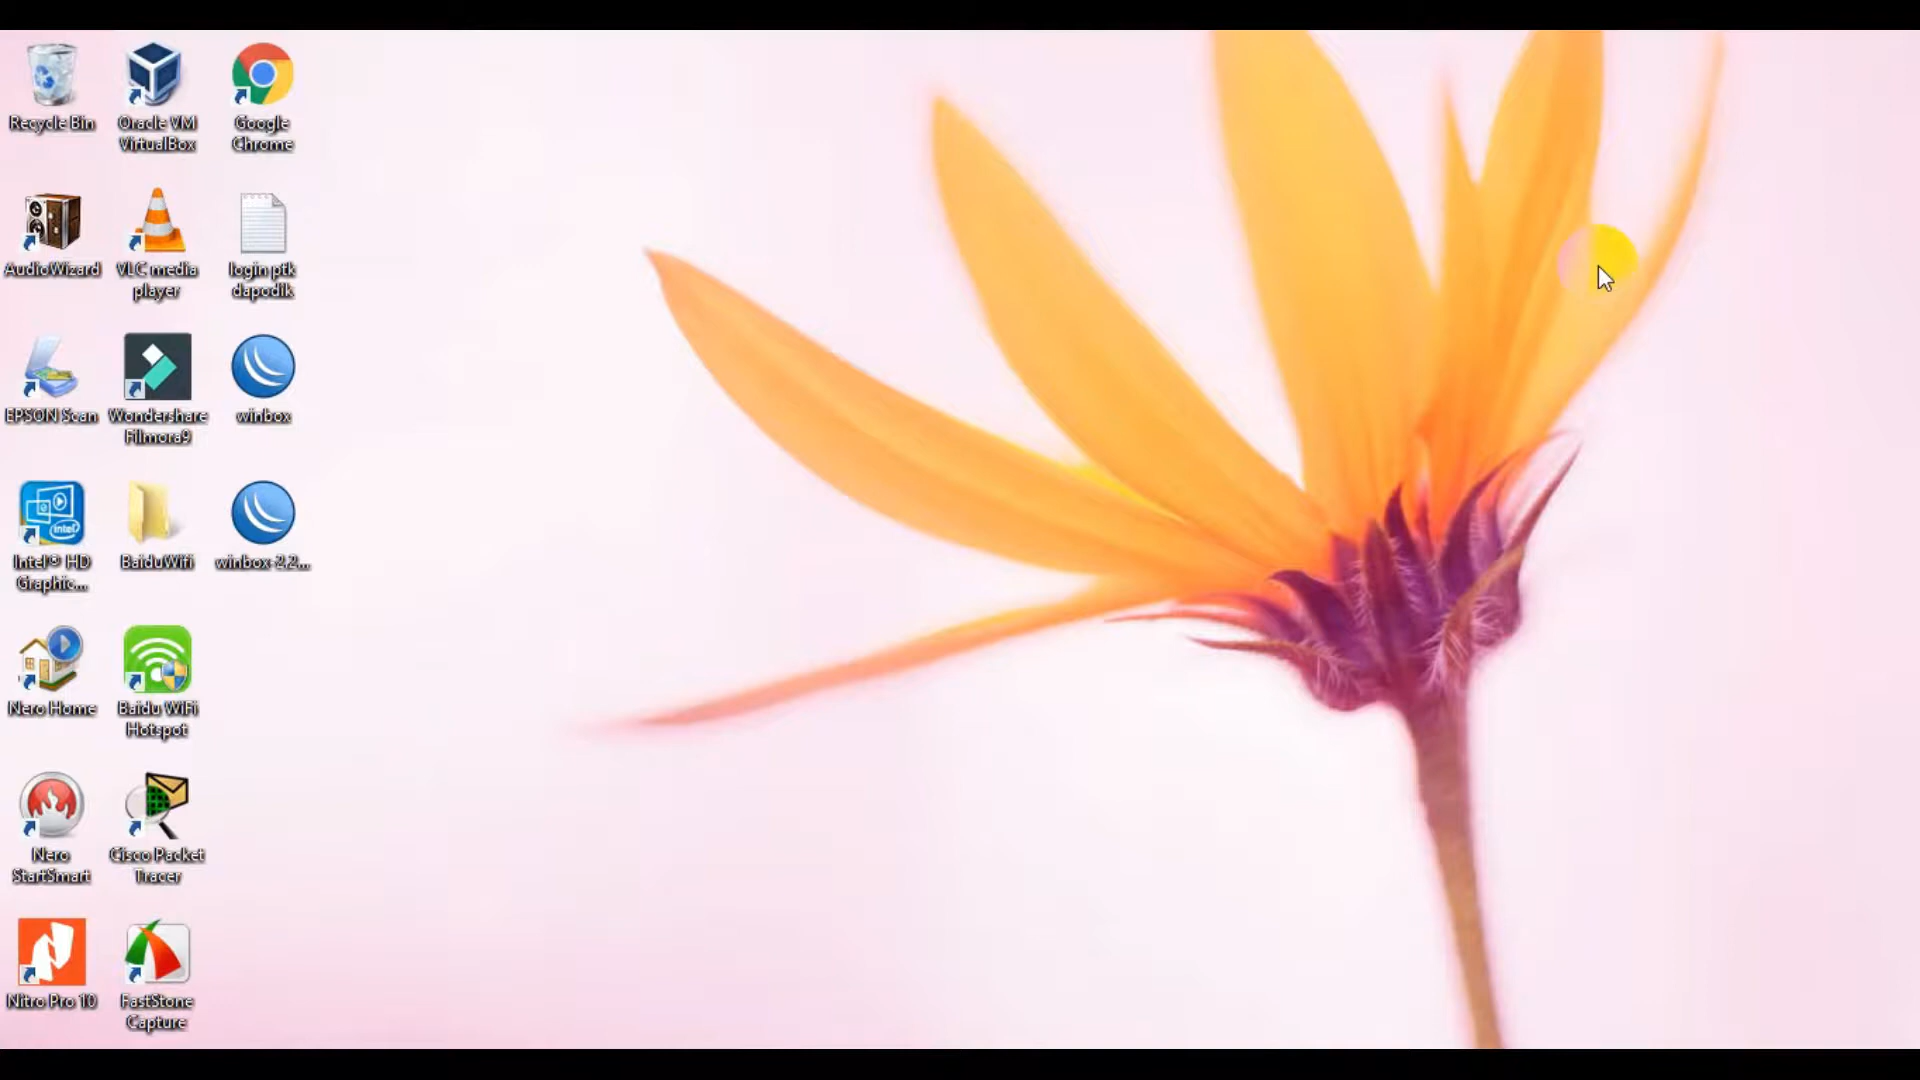 Recycle Bin
Oracle VM
VirtualBox
Google
Chrome
AudioWizard
VLC media
player
login ptk
dapodik
EPSON Scan
Wondershare
Filmora9
winbox
intel
Intel® HD
Graphic...
BaiduWifi
winbox-2.2...
Nero Home
Baidu WiFi
Hotspot
Nero
StartSmart
Cisco Packet
Tracer
Nitro Pro 10
FastStone
Capture